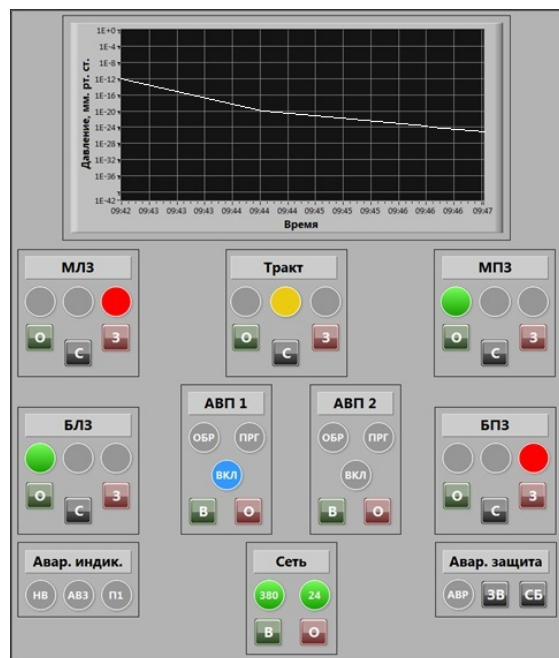 Давление, мм. рт. ст.
1E+0
1E-4
1E-8
1E-12
1E-16
1E-20
1E-24
1E-28
1E-32
1E-36
1E-42
09:42 09:43 09:43 09:43 09:44 09:44 09:45 09:45 09:45 09:46 09:46 09:46 09:47
Время
МЛЗ Тракт МПЗ
О С З О С З О С З
АВП 1 АВП 2
БЛЗ БПЗ
ОБР ПРГ ОБР ПРГ
ВКЛ ВКЛ
О С З В О В О О С З
Авар. индик. Сеть Авар. защита
НВ АВЗ П1 380 24 АВР ЗВ СБ
В О